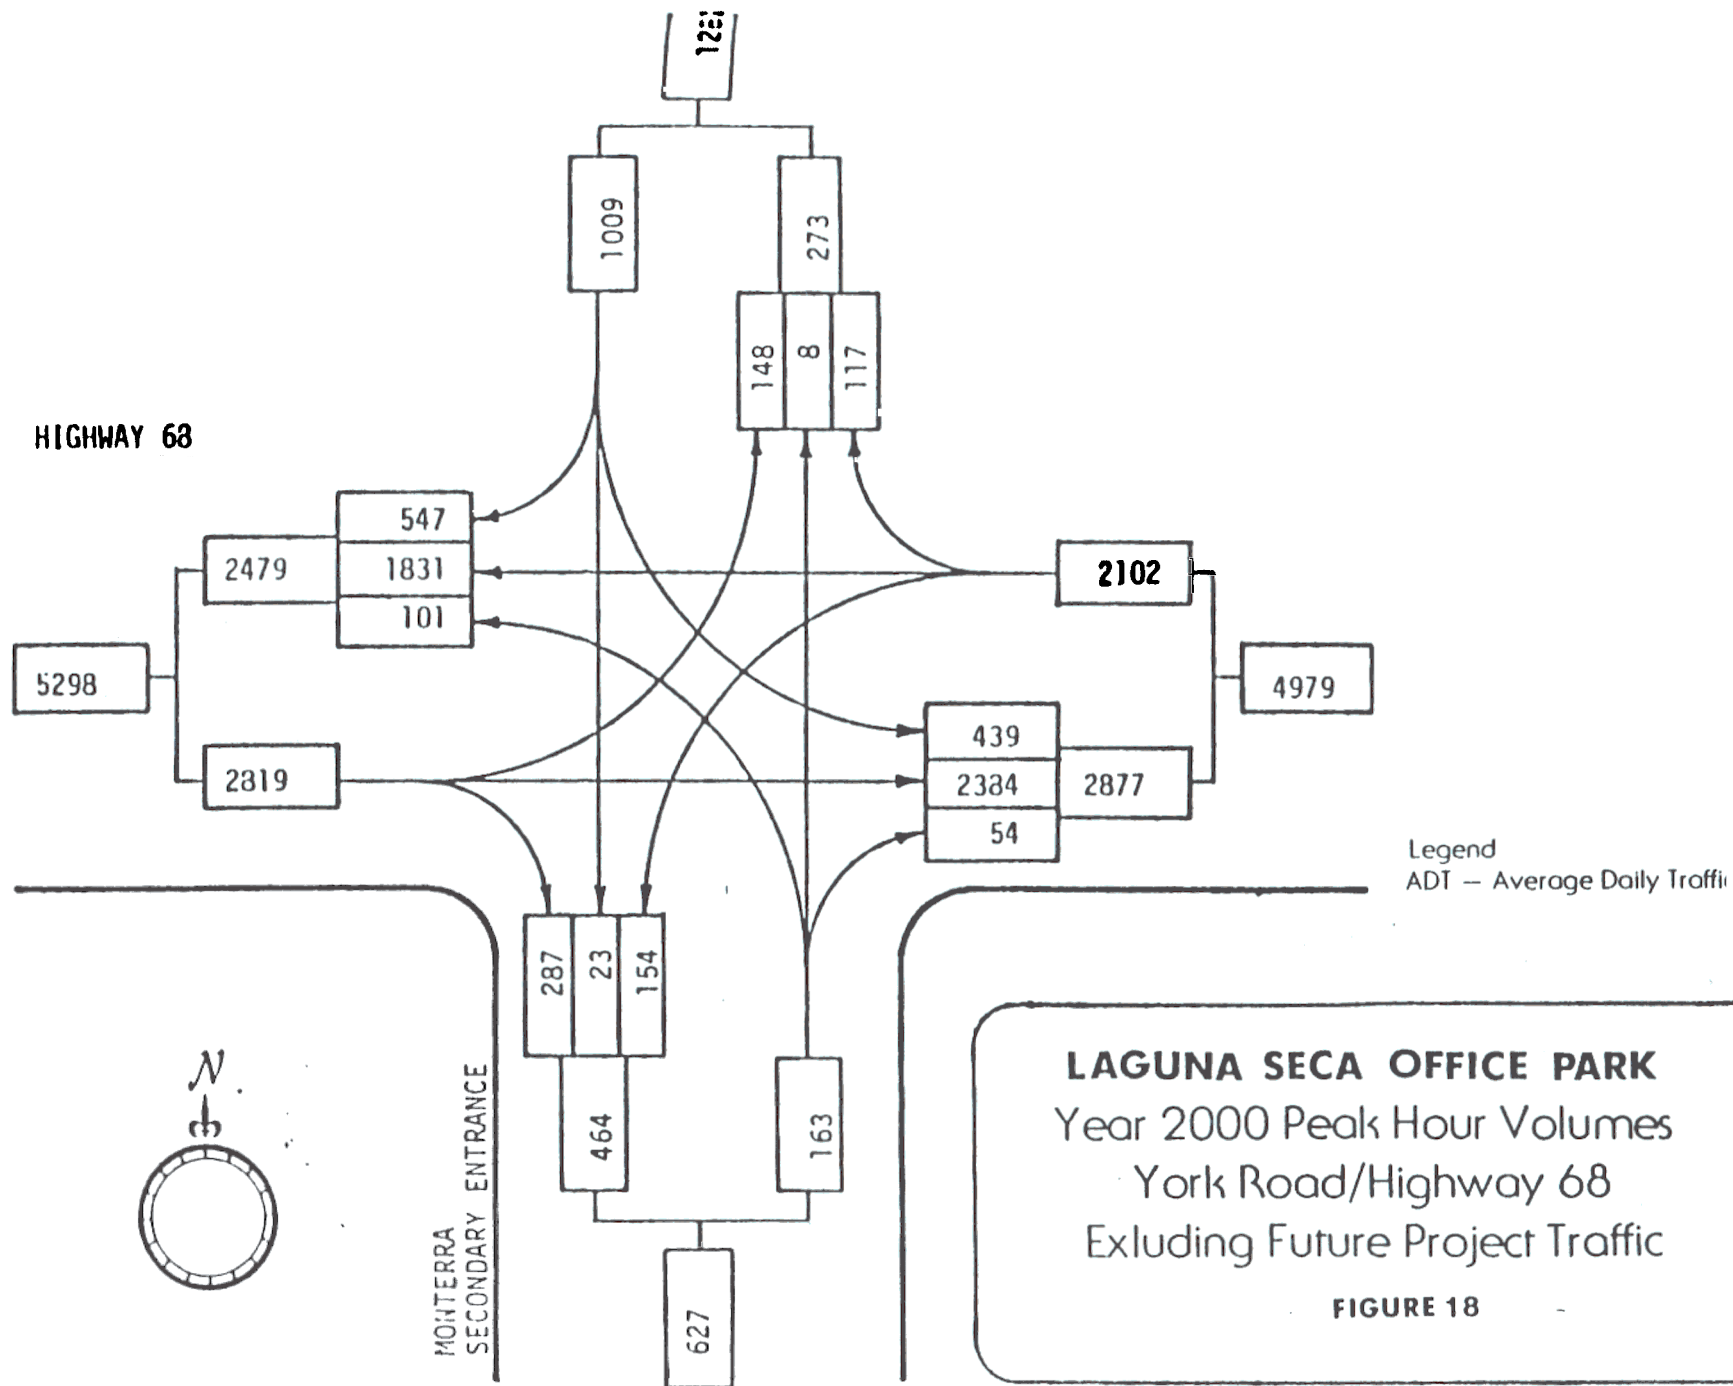 1009
273
148
8
117
HIGHWAY 68
547
2479
1831
101
2102
5298
4979
439
2819
2384
2877
54
Legend
ADT — Average Daily
287
23
154
N
464
163
MONTERRA
SECONDARY ENTRANCE
627
LAGUNA SECA OFFICE PARK
Year 2000 Peak Hour Volumes
York Road/Highway 68
Exluding Future Project Traffic
FIGURE 18